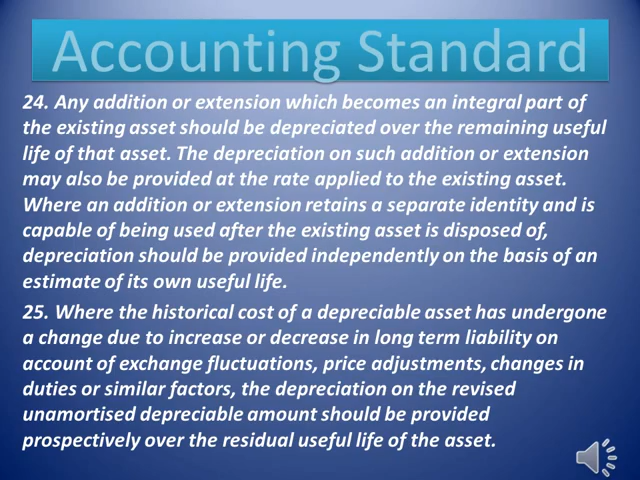 Accounting Standard
24. Any addition or extension which becomes an integral part of
the existing asset should be depreciated over the remaining useful
life of that asset. The depreciation on such addition or extension
may also be provided at the rate applied to the existing asset.
Where an addition or extension retains a separate identity and is
capable of being used after the existing asset is disposed of,
depreciation should be provided independently on the basis of an
estimate of its own useful life.
25. Where the historical cost of a depreciable asset has undergone
a change due to increase or decrease in long term liability on
account of exchange fluctuations, price adjustments, changes in
duties or similar factors, the depreciation on the revised
unamortised depreciable amount should be provided
prospectively over the residual useful life of the asset.